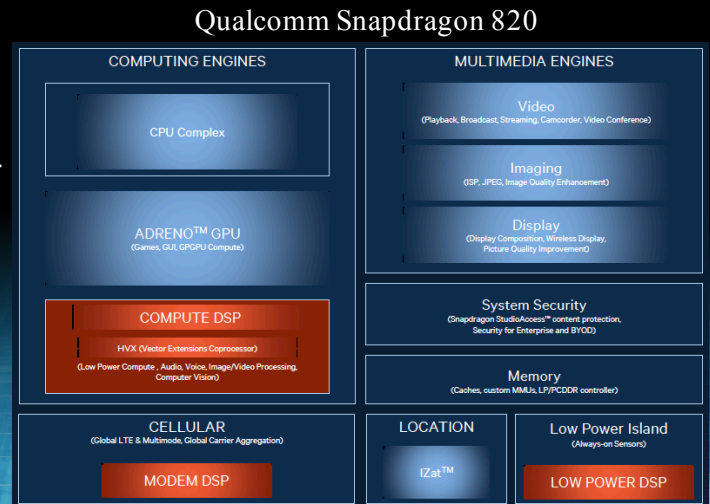 Qualcomm Snapdragon 820
COMPUTING ENGINES
CPU Complex
ADRENO™ GPU
(Games, GUI, GPGPU Compute)
COMPUTE DSP
HVX (Vector Extensions Coprocessor)
(Low Power Compute , Audio, Voice, Image/Video Processing,
Computer Vision)
MULTIMEDIA ENGINES
Video
(Playback, Broadcast, Streaming, Camcorder, Video Conference)
Imaging
(ISP, JPEG, Image Quality Enhancement)
Display
(Display Composition, Wireless Display,
Picture Quality Improvement)
System Security
(Snapdragon StudioAccess™ content protection,
Security for Enterprise and BYOD)
Memory
(Caches, custom MMUs, LP/PCDDR controller)
CELLULAR
(Global LTE & Multimode, Global Carrier Aggregation)
MODEM DSP
LOCATION
IZat™
Low Power Island
(Always-on Sensors)
LOW POWER DSP